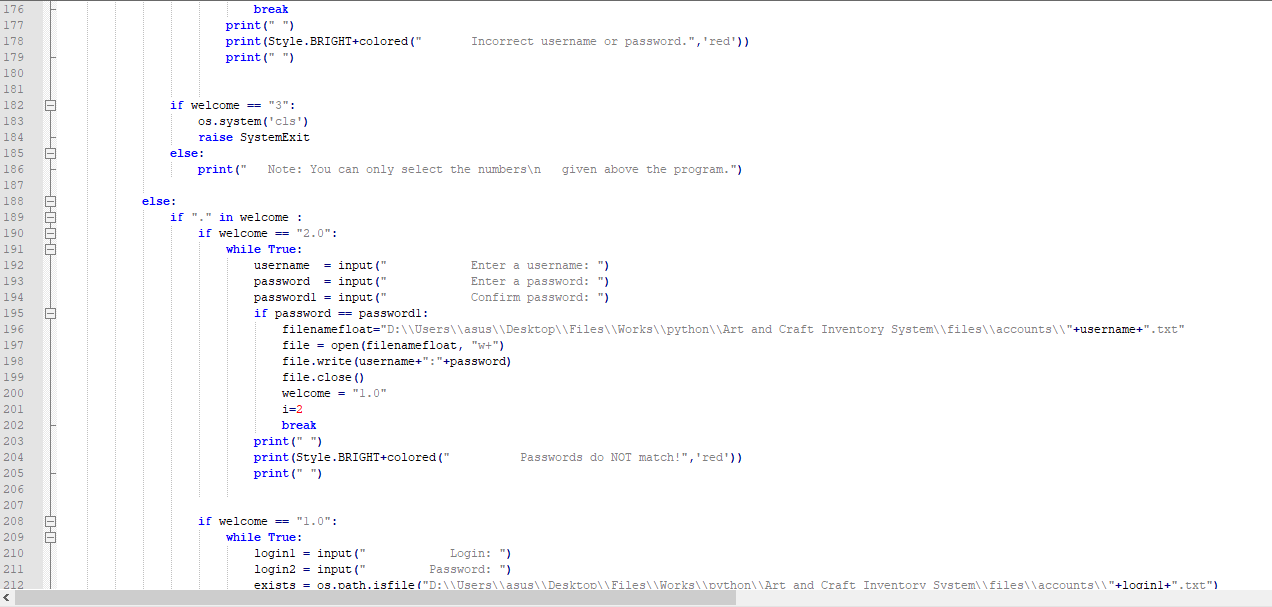 176 break
177 print(" ")
178 print(Style.BRIGHT+colored("       Incorrect username or password.",'red'))
179 print(" ")
180
181
182 if welcome == "3":
183 os.system('cls')
184 raise SystemExit
185 else:
186 print("   Note: You can only select the numbers\n   given above the program.")
187
188 else:
189 if "." in welcome :
190 if welcome == "2.0":
191 while True:
192 username  = input("            Enter a username: ")
193 password  = input("            Enter a password: ")
194 password1 = input("            Confirm password: ")
195 if password == password1:
196 filenamefloat="D:\\Users\\asus\\Desktop\\Files\\Works\\python\\Art and Craft Inventory System\\files\\accounts\\"+username+".txt"
197 file = open(filenamefloat, "w+")
198 file.write(username+":"+password)
199 file.close()
200 welcome = "1.0"
201 i=2
202 break
203 print(" ")
204 print(Style.BRIGHT+colored("          Passwords do NOT match!",'red'))
205 print(" ")
206
207
208 if welcome == "1.0":
209 while True:
210 login1 = input("            Login: ")
211 login2 = input("         Password: ")
212 exists = os.path.isfile("D:\\Users\\asus\\Desktop\\Files\\Works\\python\\Art and Craft Inventory System\\files\\accounts\\"+login1+".txt")